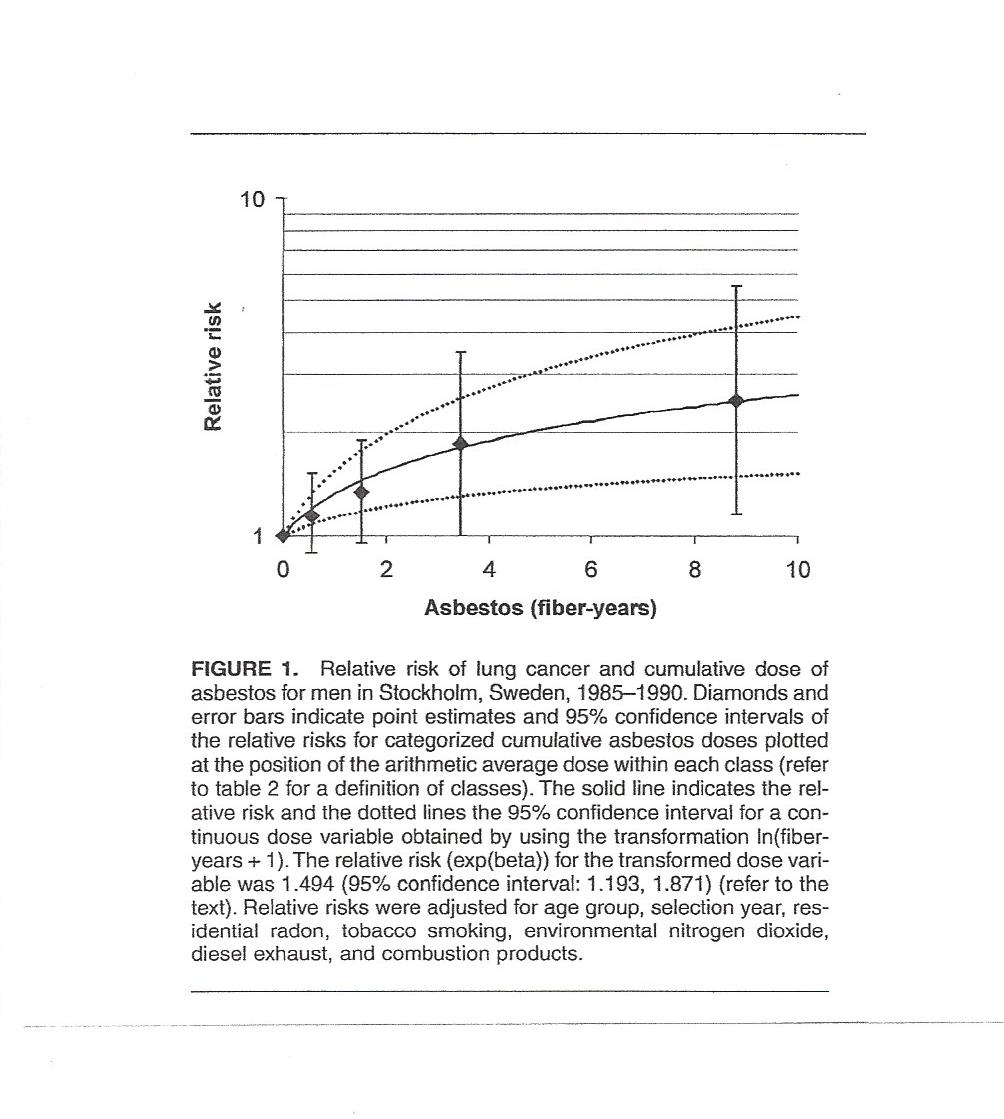 10
Relative risk
1
0 2 4 6 8 10
Asbestos (fiber-years)
FIGURE 1. Relative risk of lung cancer and cumulative dose of
asbestos for men in Stockholm, Sweden, 1985–1990. Diamonds and
error bars indicate point estimates and 95% confidence intervals of
the relative risks for categorized cumulative asbestos doses plotted
at the position of the arithmetic average dose within each class (refer
to table 2 for a definition of classes). The solid line indicates the rel-
ative risk and the dotted lines the 95% confidence interval for a con-
tinuous dose variable obtained by using the transformation ln(fiber-
years + 1). The relative risk (exp(beta)) for the transformed dose vari-
able was 1.494 (95% confidence interval: 1.193, 1.871) (refer to the
text). Relative risks were adjusted for age group, selection year, res-
idential radon, tobacco smoking, environmental nitrogen dioxide,
diesel exhaust, and combustion products.